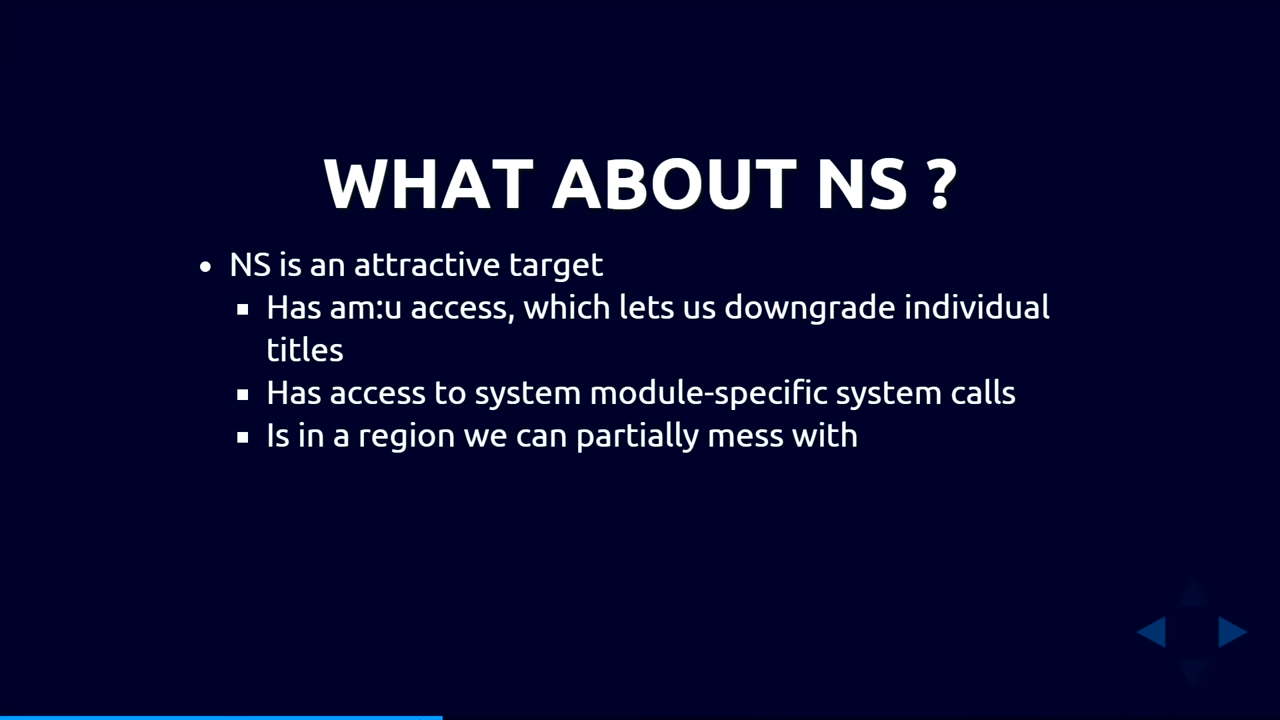 WHAT ABOUT NS ?
NS is an attractive target
Has am:u access, which lets us downgrade individual
titles
Has access to system module-specific system calls
Is in a region we can partially mess with